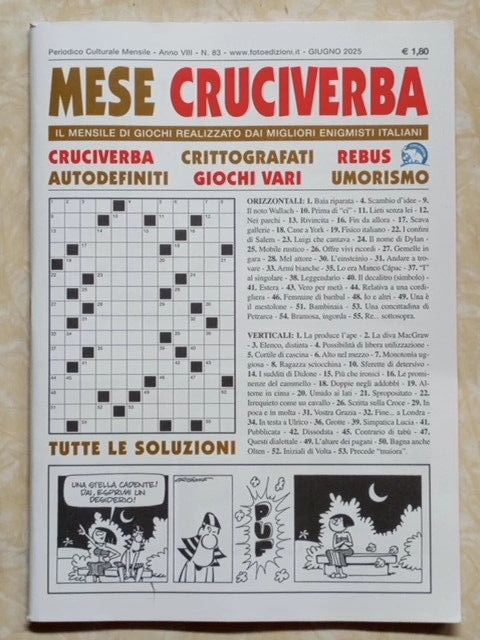 Periodico Culturale Mensile - Anno VIII - N. 83 - www.fotoedizioni.it - GIUGNO 2025 € 1,80
MESE CRUCIVERBA
IL MENSILE DI GIOCHI REALIZZATO DAI MIGLIORI ENIGMISTI ITALIANI
CRUCIVERBA CRITTOGRAFATI REBUS
AUTODEFINITI GIOCHI VARI UMORISMO
ORIZZONTALI: 1. Baia riparata - 4. Scambio d'idee - 9.
Il noto Wallach - 10. Prima di "ci" - 11. Lieti senza lei - 12.
Nei parchi - 13. Rivincita - 16. Fin da allora - 17. Scava
gallerie - 18. Cane a York - 19. Fisico italiano - 22. I confini
di Salem - 23. Luigi che cantava - 24. Il nome di Dylan -
25. Mobile rustico - 26. Offre vivi ricordi - 27. Gemelle in
gara - 28. Mel attore - 30. L'einsteinio - 31. Andare a tro-
vare - 33. Armi bianche - 35. Lo era Manco Cápac - 37. "I"
al singolare - 38. Leggendario - 40. Il decalitro (simbolo) -
41. Estera - 43. Vero per metà - 44. Relativa a una cordi-
gliera - 46. Femmine di baribal - 48. Io e altri - 49. Una è
il mestolone - 51. Bambinaia - 53. Una concittadina di
Petrarca - 54. Bramosa, ingorda - 55. Re... sottosopra.
VERTICALI: 1. La produce l'ape - 2. La diva MacGraw
- 3. Elenco, distinta - 4. Possibilità di libera utilizzazione -
5. Cortile di cascina - 6. Alto nel mezzo - 7. Monotonia ug-
giosa - 8. Ragazza sciocchina - 10. Sferette di detersivo -
14. I sudditi di Didone - 15. Più che ironici - 16. Le promi-
nenze del cammello - 18. Doppie negli addobbi - 19. Al-
terne in cima - 20. Umido ai lati - 21. Spropositato - 22.
Irrequieto come un cavallo - 26. Scritta sulla Croce - 29. In
poca e in molta - 31. Vostra Grazia - 32. Fine... a Londra -
34. In testa a Ulrico - 36. Grotte - 39. Simpatica Lucia - 41.
Pubblicata - 42. Dissodata - 45. Contrario di tabù - 47.
Questi dialettale - 49. L'altare dei pagani - 50. Bagna anche
Olten - 52. Iniziali di Volta - 53. Precede "maiora".
TUTTE LE SOLUZIONI
UNA STELLA CADENTE!
DAI, ESPRIMI UN
DESIDERIO!
PUF